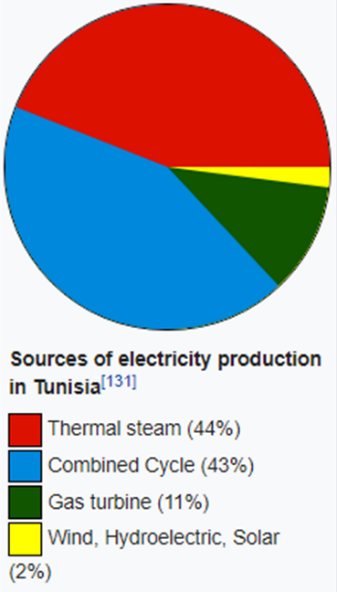 Sources of electricity production
in Tunisia[131]
Thermal steam (44%)
Combined Cycle (43%)
Gas turbine (11%)
Wind, Hydroelectric, Solar
(2%)